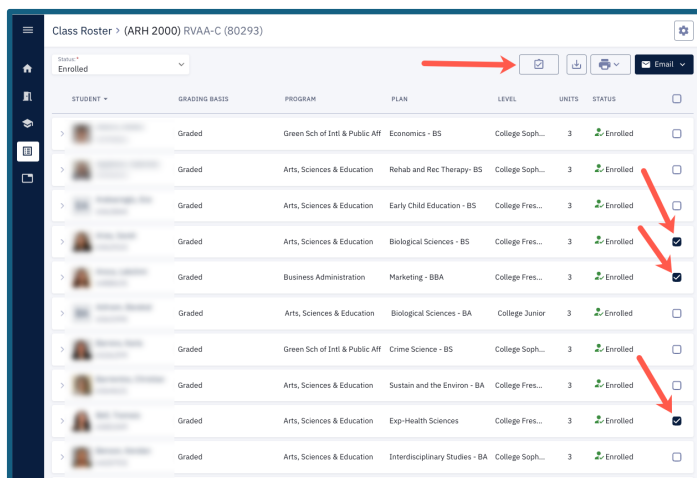 Class Roster > (ARH 2000) RVAA-C (80293)
Status:*
Enrolled
Email
STUDENT GRADING BASIS PROGRAM PLAN LEVEL UNITS STATUS
Graded Green Sch of Intl & Public Aff Economics - BS College Soph... 3 Enrolled
Graded Arts, Sciences & Education Rehab and Rec Therapy- BS College Soph... 3 Enrolled
Graded Arts, Sciences & Education Early Child Education - BS College Fres... 3 Enrolled
Graded Arts, Sciences & Education Biological Sciences - BS College Fres... 3 Enrolled
Graded Business Administration Marketing - BBA College Fres... 3 Enrolled
Graded Arts, Sciences & Education Biological Sciences - BA College Junior 3 Enrolled
Graded Green Sch of Intl & Public Aff Crime Science - BS College Soph... 3 Enrolled
Graded Arts, Sciences & Education Sustain and the Environ - BA College Fres... 3 Enrolled
Graded Arts, Sciences & Education Exp-Health Sciences College Fres... 3 Enrolled
Graded Arts, Sciences & Education Interdisciplinary Studies - BA College Soph... 3 Enrolled